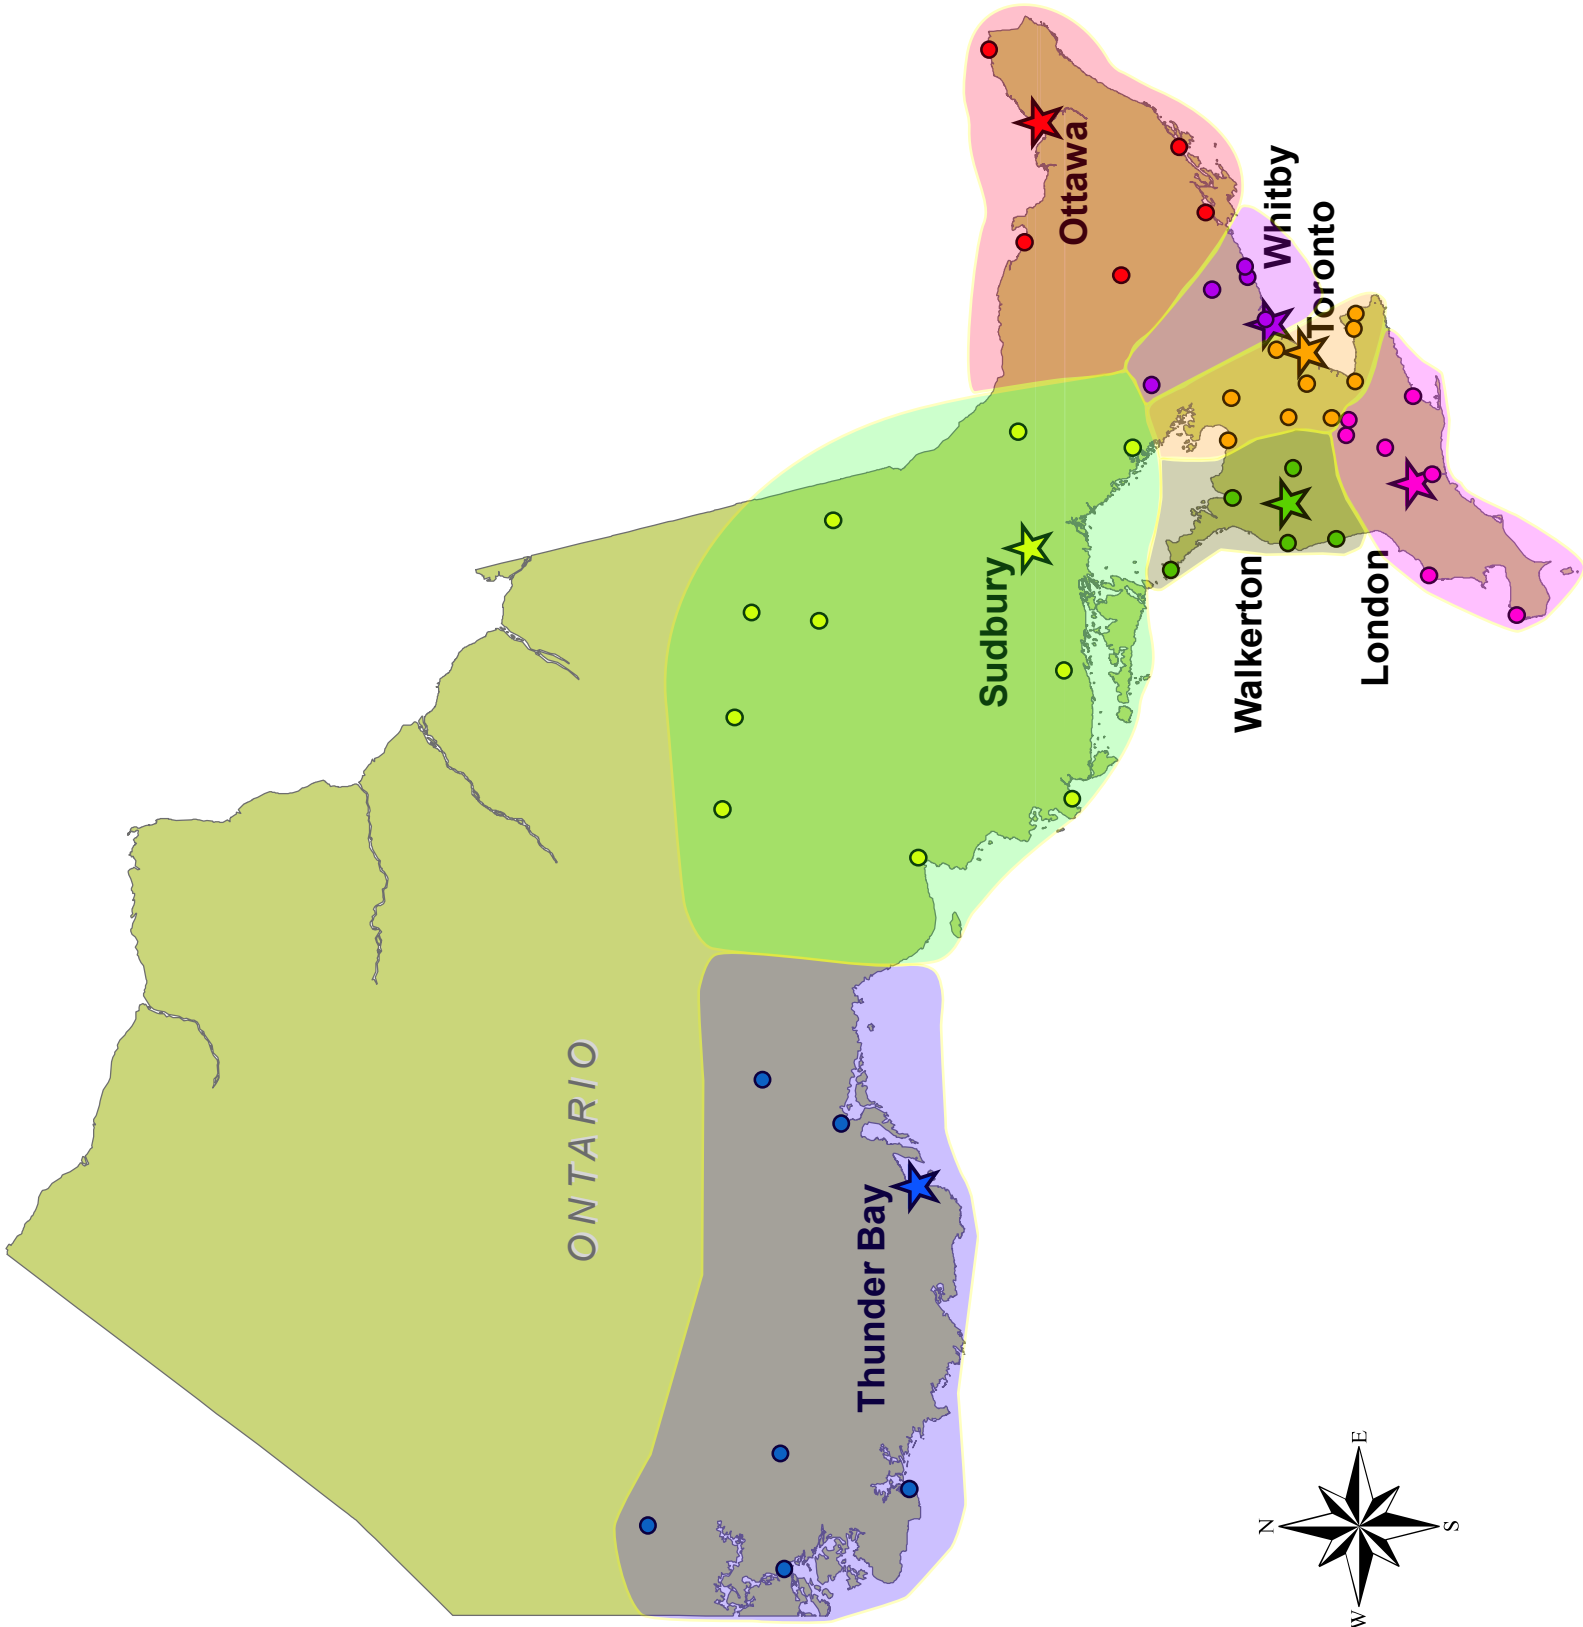 Ottawa
Whitby
Toronto
Sudbury
Walkerton
London
ONTARIO
Thunder Bay
N
E
S
W